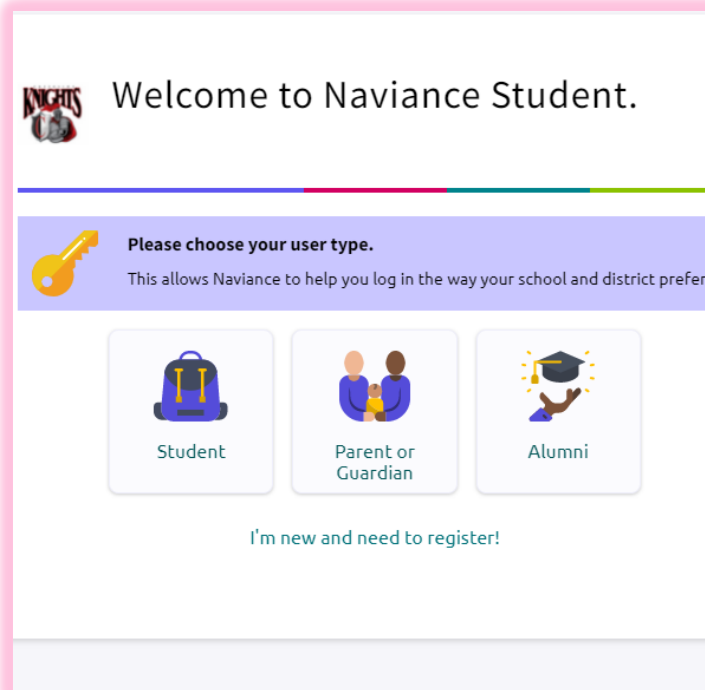 KNIGHTS
Welcome to Naviance Student.
Please choose your user type.
This allows Naviance to help you log in the way your school and district prefer
Student
Parent or
Guardian
Alumni
I'm new and need to register!